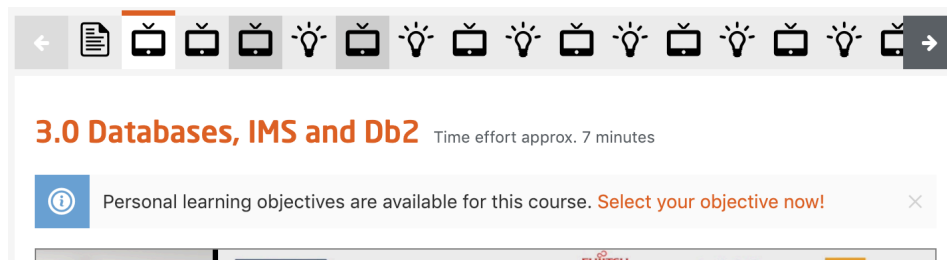 3.0 Databases, IMS and Db2 Time effort approx. 7 minutes
Personal learning objectives are available for this course. Select your objective now!